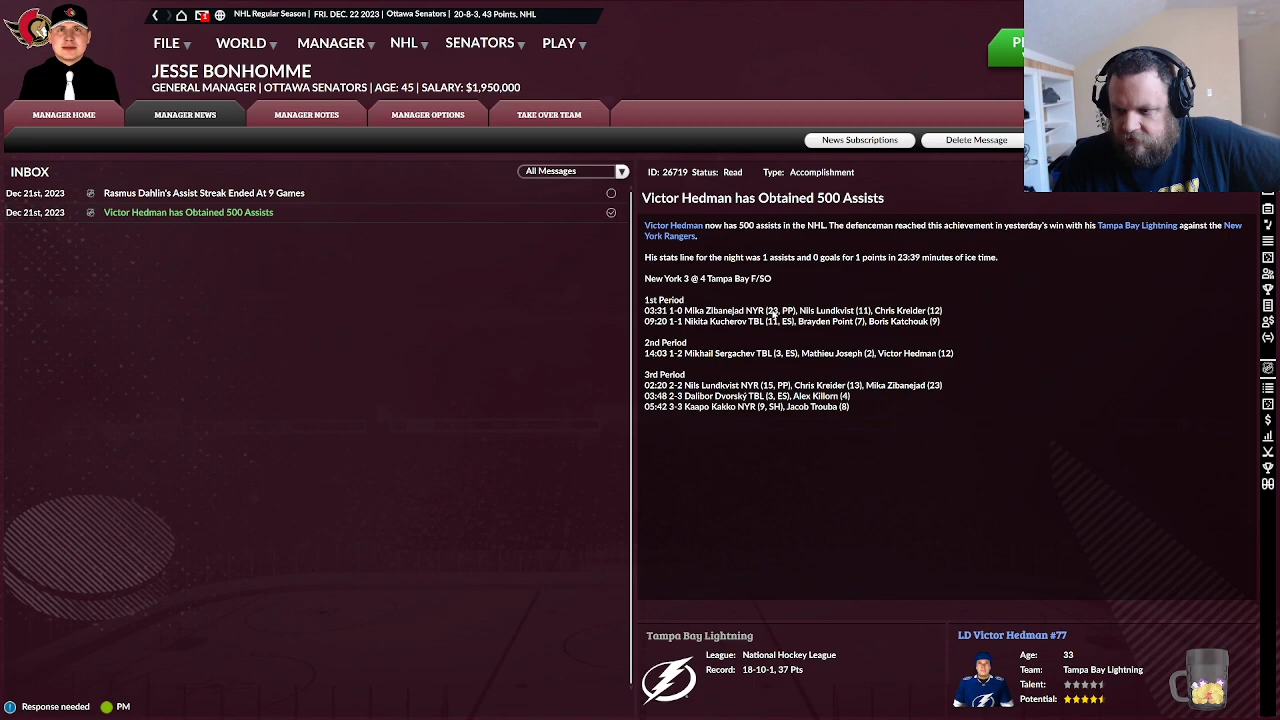 NHL Regular Season | FRI. DEC. 22 2023 | Ottawa Senators | 20-8-3, 43 Points, NHL
FILE WORLD MANAGER NHL SENATORS PLAY
JESSE BONHOMME
GENERAL MANAGER | OTTAWA SENATORS | AGE: 45 | SALARY: $1,950,000
MANAGER HOME MANAGER NEWS MANAGER NOTES MANAGER OPTIONS TAKE OVER TEAM
News Subscriptions Delete Message
INBOX All Messages
Dec 21st, 2023 Rasmus Dahlin's Assist Streak Ended At 9 Games
Dec 21st, 2023 Victor Hedman has Obtained 500 Assists
ID: 26719 Status: Read Type: Accomplishment
Victor Hedman has Obtained 500 Assists
Victor Hedman now has 500 assists in the NHL. The defenceman reached this achievement in yesterday's win with his Tampa Bay Lightning against the New
York Rangers.
His stats line for the night was 1 assists and 0 goals for 1 points in 23:39 minutes of ice time.
New York 3 @ 4 Tampa Bay F/SO
1st Period
03:31 1-0 Mika Zibanejad NYR (23, PP), Nils Lundkvist (11), Chris Kreider (12)
09:20 1-1 Nikita Kucherov TBL (11, ES), Brayden Point (7), Boris Katchouk (9)
2nd Period
14:03 1-2 Mikhail Sergachev TBL (3, ES), Mathieu Joseph (2), Victor Hedman (12)
3rd Period
02:20 2-2 Nils Lundkvist NYR (15, PP), Chris Kreider (13), Mika Zibanejad (23)
03:48 2-3 Dalibor Dvorský TBL (3, ES), Alex Killorn (4)
05:42 3-3 Kaapo Kakko NYR (9, SH), Jacob Trouba (8)
Tampa Bay Lightning
League: National Hockey League
Record: 18-10-1, 37 Pts
LD Victor Hedman #77
Age: 33
Team: Tampa Bay Lightning
Talent:
Potential:
Response needed PM